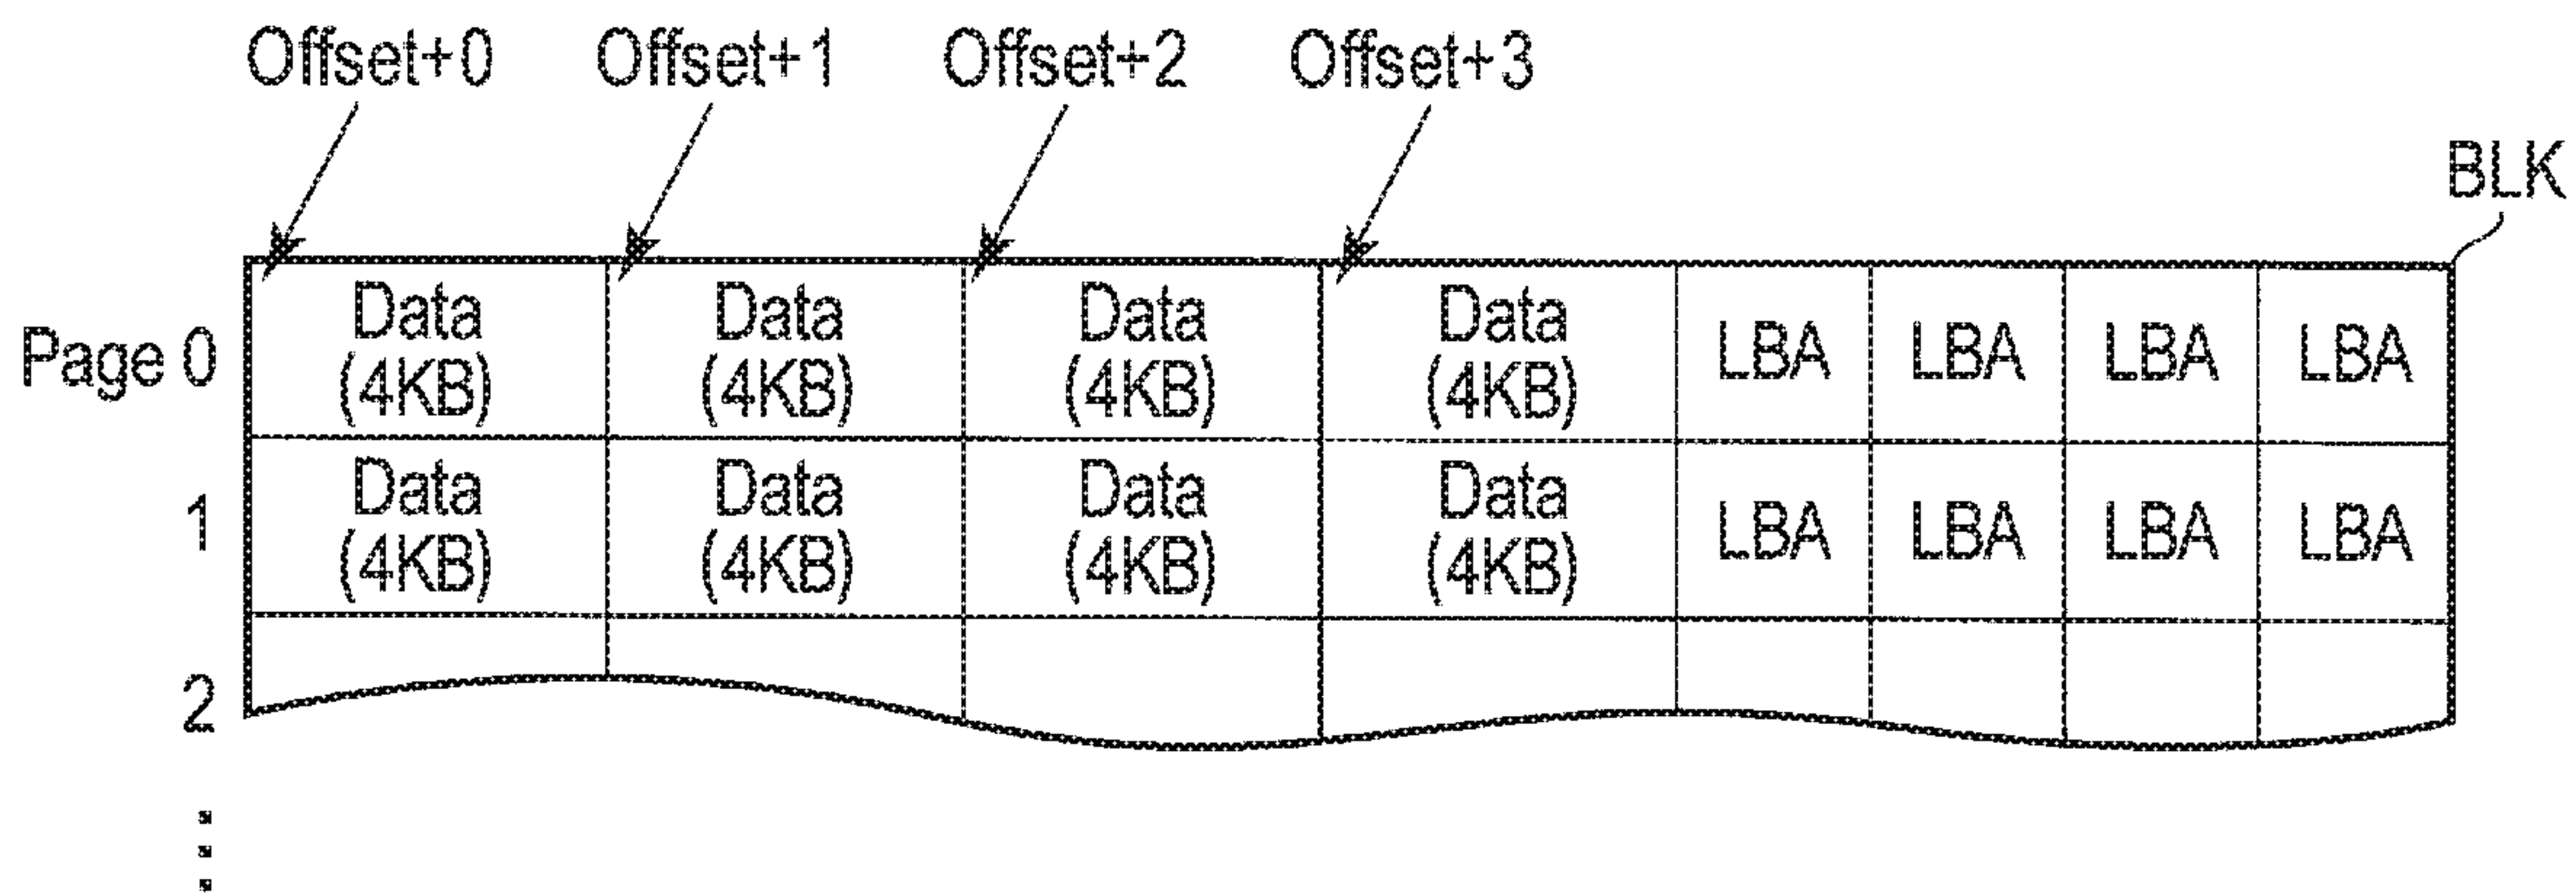 Offset+0 Offset+1 Offset+2 Offset+3
BLK
Page 0 Data (4KB) Data (4KB) Data (4KB) Data (4KB) LBA LBA LBA LBA
1 Data (4KB) Data (4KB) Data (4KB) Data (4KB) LBA LBA LBA LBA
2